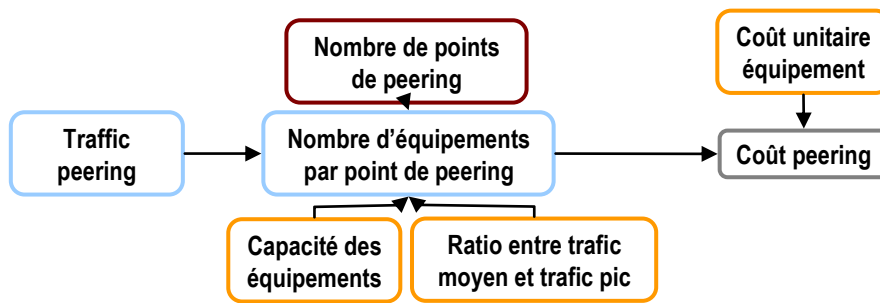 Nombre de points
de peering
Coût unitaire
équipement
Traffic
peering
Nombre d'équipements
par point de peering
Coût peering
Capacité des
équipements
Ratio entre trafic
moyen et trafic pic